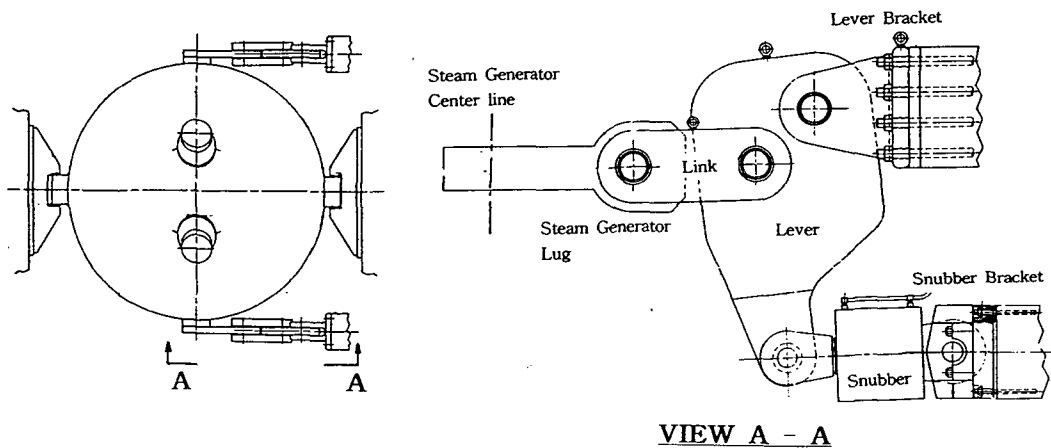 Lever Bracket
Steam Generator
Center line
Link
Steam Generator
Lug
Lever
Snubber Bracket
Snubber
A
A
VIEW A - A